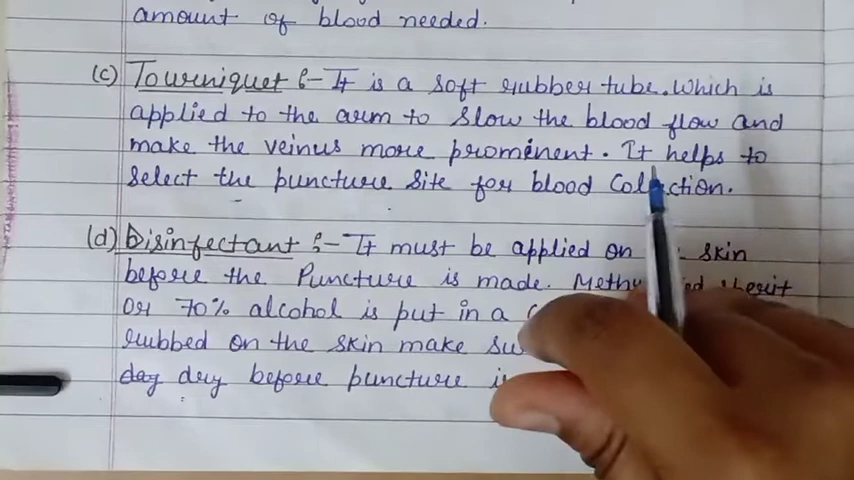 amount of blood needed.
(c) Tourniquet :- It is a soft rubber tube. Which is
applied to the arm to slow the blood flow and
make the veinus more prominent. It helps to
select the puncture site for blood collection.
(d) Disinfectant :- It must be applied on skin
before the Puncture is made.
or 70% alcohol is put in a
rubbed on the skin make
day dry before puncture